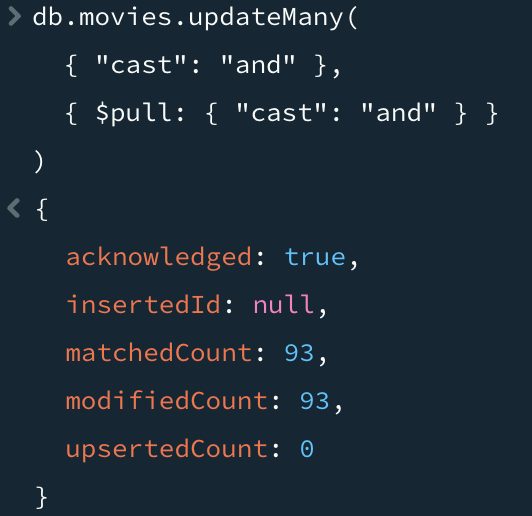 > db.movies.updateMany(
{ "cast": "and" },
{ $pull: { "cast": "and" } }
)
< {
acknowledged: true,
insertedId: null,
matchedCount: 93,
modifiedCount: 93,
upsertedCount: 0
}